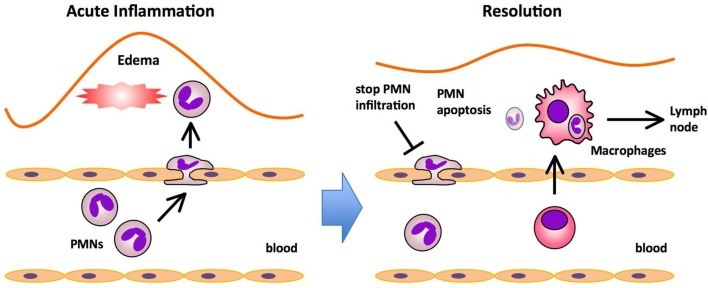 Acute Inflammation
Edema
PMNs
blood
Resolution
stop PMN
infiltration
PMN
apoptosis
Macrophages
Lymph
node
blood